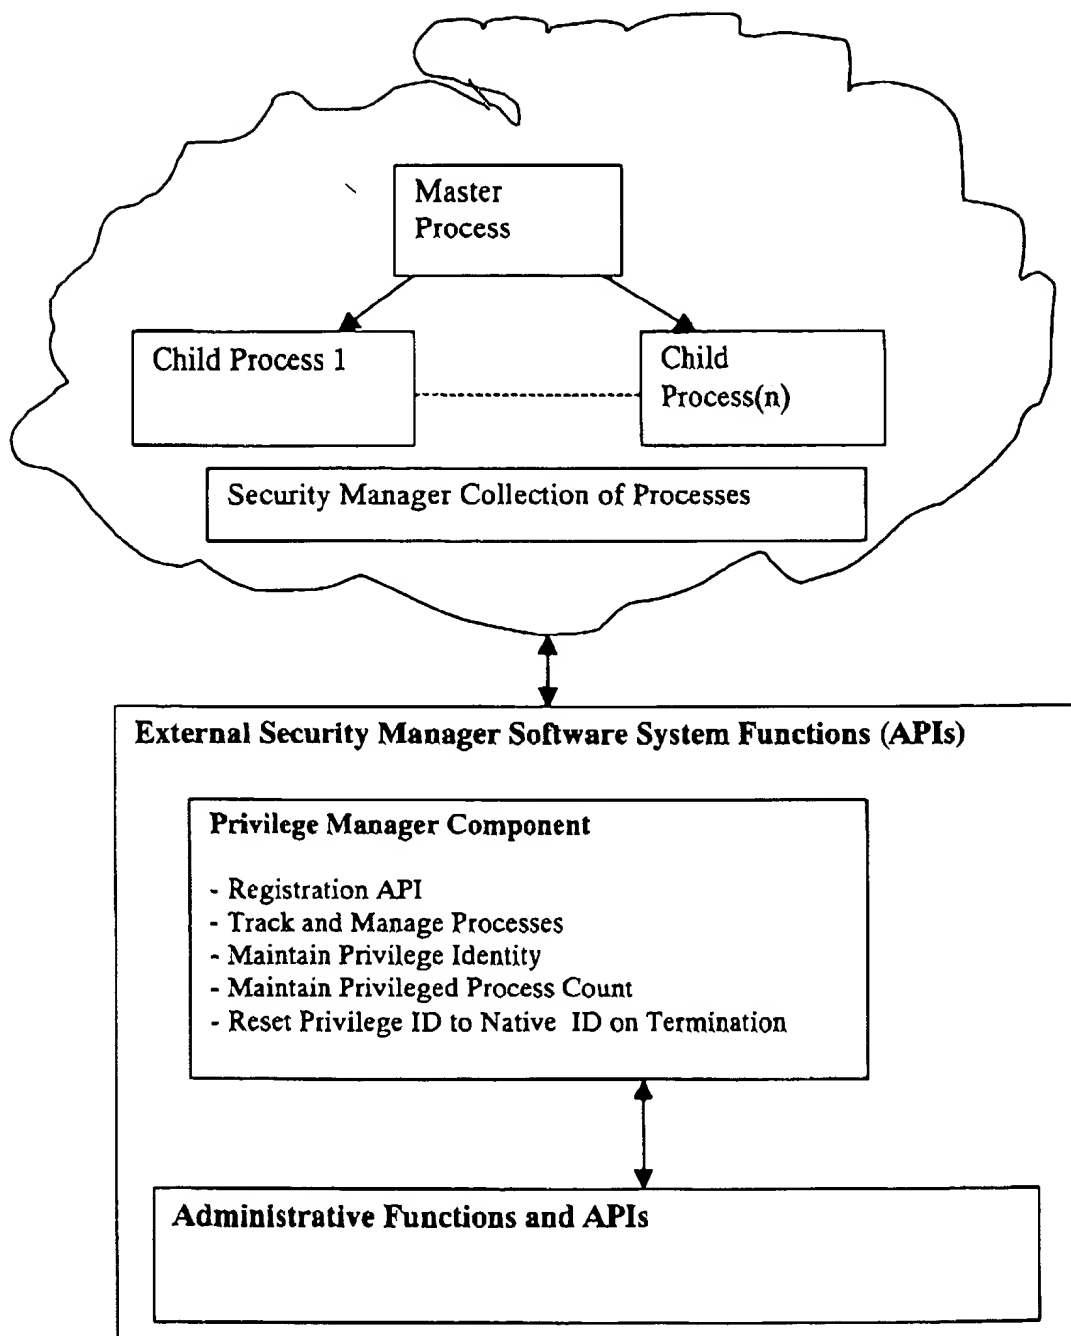 Master
Process
Child Process 1
Child
Process(n)
Security Manager Collection of Processes
External Security Manager Software System Functions (APIs)
Privilege Manager Component
- Registration API
- Track and Manage Processes
- Maintain Privilege Identity
- Maintain Privileged Process Count
- Reset Privilege ID to Native ID on Termination
Administrative Functions and APIs